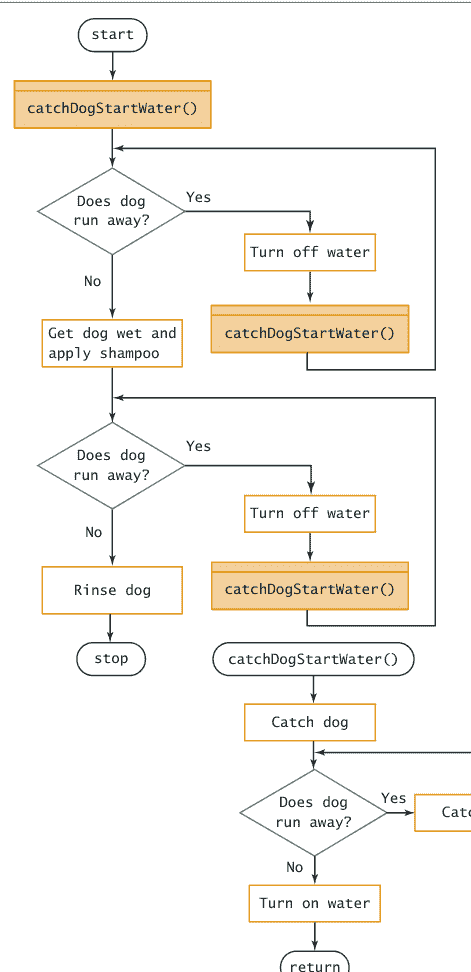 start
catchDogStartWater()
Does dog
run away?
Yes
Turn off water
catchDogStartWater()
No
Get dog wet and
apply shampoo
Does dog
run away?
Yes
Turn off water
catchDogStartWater()
No
Rinse dog
stop
catchDogStartWater()
Catch dog
Does dog
run away?
Yes
No
Turn on water
return